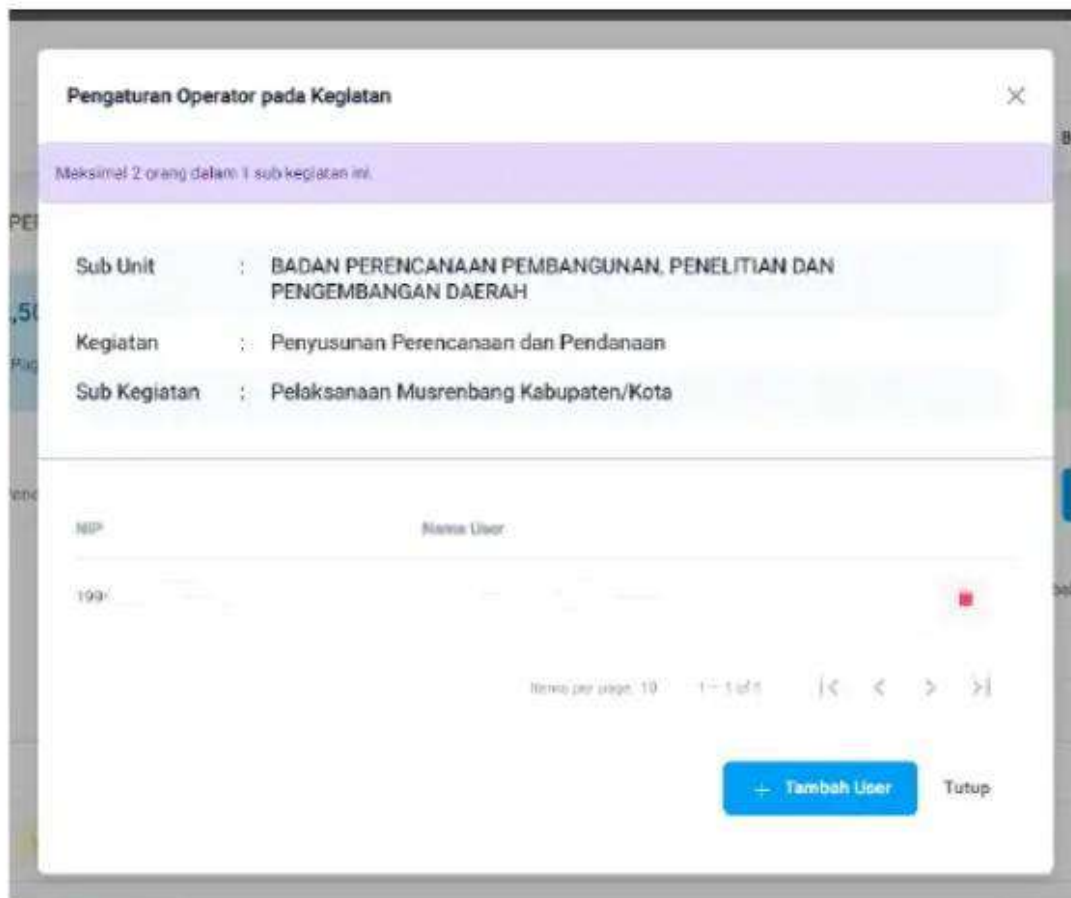 Pengaturan Operator pada Kegiatan
Maksimal 2 orang dalam 1 sub kegiatan ini.
Sub Unit : BADAN PERENCANAAN PEMBANGUNAN, PENELITIAN DAN
PENGEMBANGAN DAERAH
Kegiatan : Penyusunan Perencanaan dan Pendanaan
Sub Kegiatan : Pelaksanaan Musrenbang Kabupaten/Kota
NIP Nama User
199
Items per page: 10 1 – 1 of 1
+ Tambah User Tutup